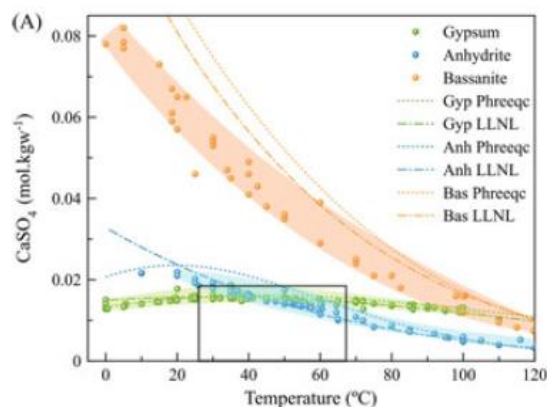 (A)
0.08
0.06
0.04
0.02
0
CaSO₄ (mol.kgw⁻¹)
Gypsum
Anhydrite
Bassanite
Gyp Phreeqc
Gyp LLNL
Anh Phreeqc
Anh LLNL
Bas Phreeqc
Bas LLNL
0 20 40 60 80 100 120
Temperature (ºC)